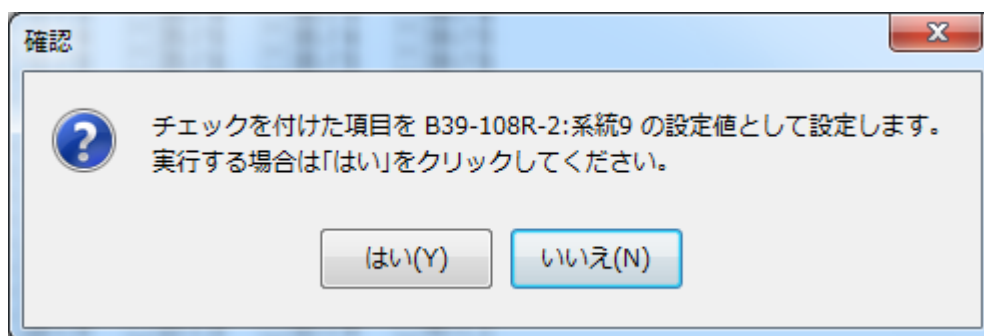 確認
チェックを付けた項目を B39-108R-2:系統9 の設定値として設定します。
実行する場合は「はい」をクリックしてください。
はい(Y)
いいえ(N)